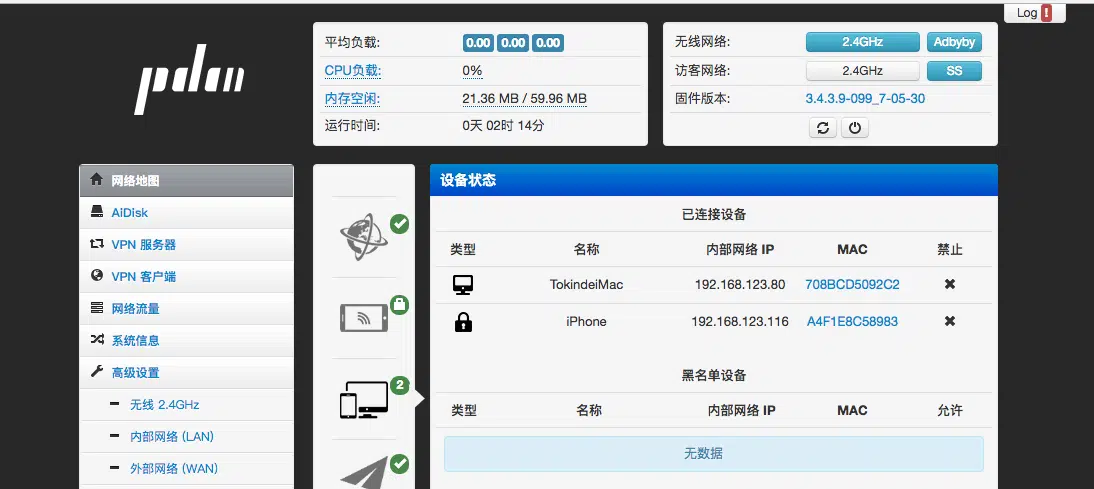 Log !
pdcn
平均负载: 0.00 0.00 0.00
CPU负载: 0%
内存空闲: 21.36 MB / 59.96 MB
运行时间: 0天 02时 14分
无线网络: 2.4GHz Adbyby
访客网络: 2.4GHz SS
固件版本: 3.4.3.9-099_7-05-30
网络地图
AiDisk
VPN 服务器
VPN 客户端
网络流量
系统信息
高级设置
无线 2.4GHz
内部网络 (LAN)
外部网络 (WAN)
2
设备状态
已连接设备
类型 名称 内部网络 IP MAC 禁止
TokindeiMac 192.168.123.80 708BCD5092C2
iPhone 192.168.123.116 A4F1E8C58983
黑名单设备
类型 名称 内部网络 IP MAC 允许
无数据